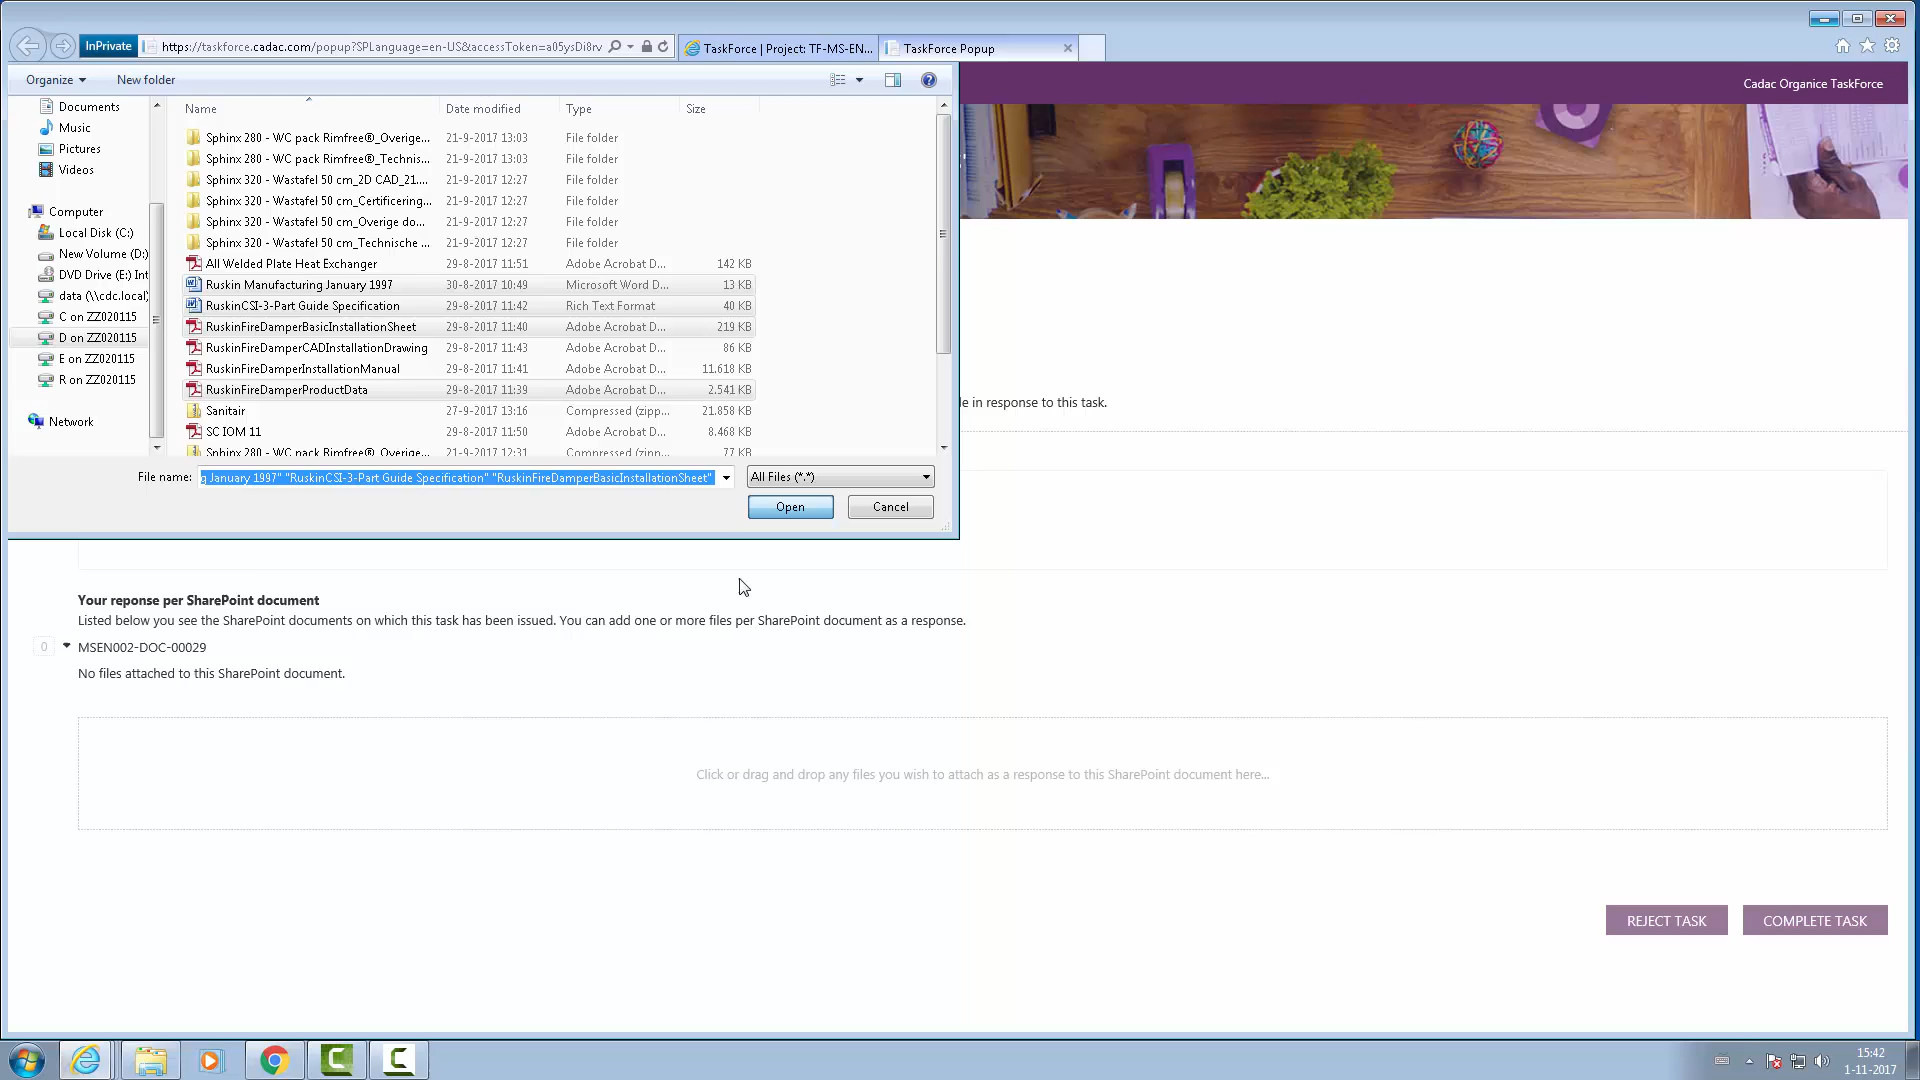 InPrivate
https://taskforce.cadac.com/popup?SPLanguage=en-US&accessToken=a05ysDi8rv
TaskForce | Project: TF-MS-EN...
TaskForce Popup
Organize
New folder
Cadac Organice TaskForce
Documents
Music
Pictures
Videos
Computer
Local Disk (C:)
New Volume (D:)
DVD Drive (E:) Int
data (\\cdc.local)
C on ZZ020115
D on ZZ020115
E on ZZ020115
R on ZZ020115
Network
Name Date modified Type Size
Sphinx 280 - WC pack Rimfree®_Overige... 21-9-2017 13:03 File folder
Sphinx 280 - WC pack Rimfree®_Technis... 21-9-2017 13:03 File folder
Sphinx 320 - Wastafel 50 cm_2D CAD_21.... 21-9-2017 12:27 File folder
Sphinx 320 - Wastafel 50 cm_Certificering... 21-9-2017 12:27 File folder
Sphinx 320 - Wastafel 50 cm_Overige do... 21-9-2017 12:27 File folder
Sphinx 320 - Wastafel 50 cm_Technische ... 21-9-2017 12:27 File folder
All Welded Plate Heat Exchanger 29-8-2017 11:51 Adobe Acrobat D... 142 KB
Ruskin Manufacturing January 1997 30-8-2017 10:49 Microsoft Word D... 13 KB
RuskinCSI-3-Part Guide Specification 29-8-2017 11:42 Rich Text Format 40 KB
RuskinFireDamperBasicInstallationSheet 29-8-2017 11:40 Adobe Acrobat D... 219 KB
RuskinFireDamperCADInstallationDrawing 29-8-2017 11:43 Adobe Acrobat D... 86 KB
RuskinFireDamperInstallationManual 29-8-2017 11:41 Adobe Acrobat D... 11.618 KB
RuskinFireDamperProductData 29-8-2017 11:39 Adobe Acrobat D... 2.541 KB
Sanitair 27-9-2017 13:16 Compressed (zipp... 21.858 KB
SC IOM 11 29-8-2017 11:50 Adobe Acrobat D... 8.468 KB
Sphinx 280 - WC pack Rimfree®_Overige... 21-9-2017 12:31 Compressed (zipp... 77 KB
File name: g January 1997" "RuskinCSI-3-Part Guide Specification" "RuskinFireDamperBasicInstallationSheet" All Files (*.*)
Open Cancel
le in response to this task.
Your reponse per SharePoint document
Listed below you see the SharePoint documents on which this task has been issued. You can add one or more files per SharePoint document as a response.
0 MSEN002-DOC-00029
No files attached to this SharePoint document.
Click or drag and drop any files you wish to attach as a response to this SharePoint document here...
REJECT TASK COMPLETE TASK
15:42
1-11-2017